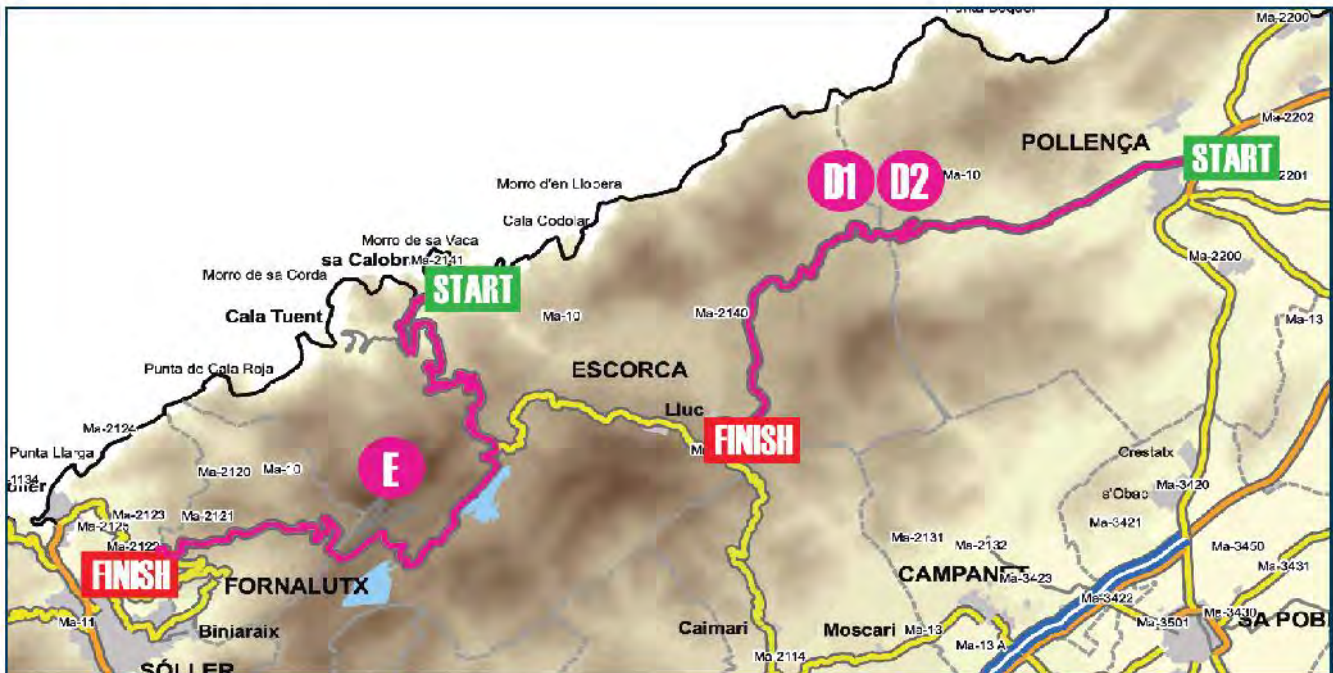 Ma-2200
Ma-2202
POLLENÇA
START
2201
D1 D2
Ma-10
Morro d'en Llobera
Cala Codolar
Morro de sa Vaca
sa Calobr
Ma-2141
Morro de sa Corda
START
Ma-2200
Cala Tuent
Ma-10
Ma-2140
Ma-13
Punta de Cala Roja
ESCORCA
Lluc
FINISH
Ma-2124
Punta Llarga
E
Crestatx
-1134
Ma-2120
Ma-10
Ma-3420
s'Obac
Ma-2123
Ma-2121
Ma-2125
Ma-3421
Ma-2122
FINISH
Ma-2131
Ma-2132
Ma-3450
Ma-3431
FORNALUTX
CAMPANET
Ma-3423
Ma-3422
Ma-3430
Ma-11
Biniaraix
Caimari
Moscari
Ma-13
Ma-3501
SA POB
Ma-13 A
Ma-2114
SÓLLER